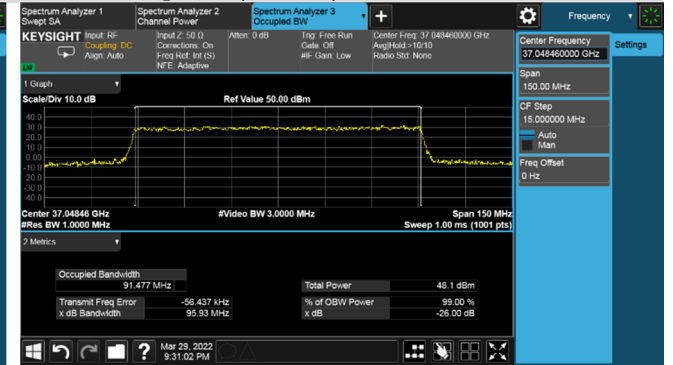 Spectrum Analyzer 1
Swept SA
Spectrum Analyzer 2
Channel Power
Spectrum Analyzer 3
Occupied BW
Frequency
KEYSIGHT
Input: RF
Coupling: DC
Align: Auto
Input Z: 50 Ω
Corrections: On
Freq Ref: Int (S)
NFE: Adaptive
Atten: 0 dB
Trig: Free Run
Gate: Off
#IF Gain: Low
Center Freq: 37.048460000 GHz
Avg|Hold:>10/10
Radio Std: None
Center Frequency
37.048460000 GHz
Settings
Span
150.00 MHz
CF Step
15.000000 MHz
Auto
Man
Freq Offset
0 Hz
1 Graph
Scale/Div 10.0 dB
Ref Value 50.00 dBm
40.0
30.0
20.0
10.0
0.00
-10.0
-20.0
-30.0
-40.0
Center 37.04846 GHz
#Video BW 3.0000 MHz
Span 150 MHz
#Res BW 1.0000 MHz
Sweep 1.00 ms (1001 pts)
2 Metrics
Occupied Bandwidth
91.477 MHz
Total Power
48.1 dBm
Transmit Freq Error
-56.437 kHz
% of OBW Power
99.00 %
x dB Bandwidth
95.93 MHz
x dB
-26.00 dB
?
Mar 29, 2022
9:31:02 PM